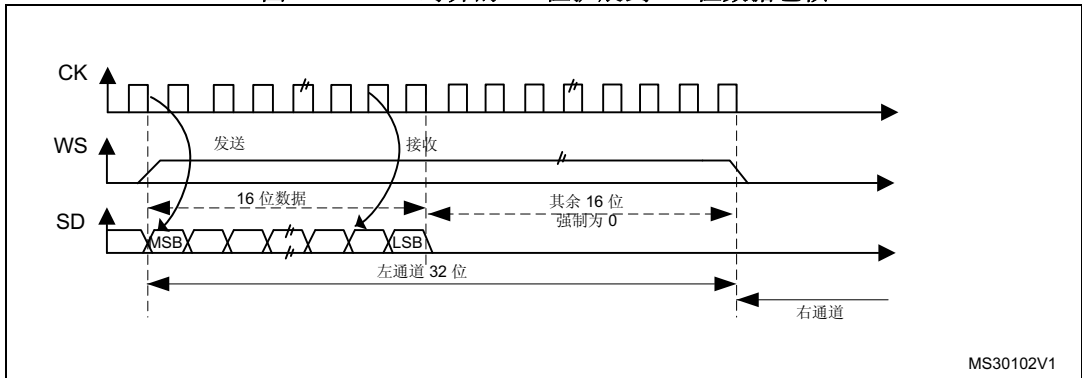 CK
发送
接收
WS
16 位数据
其余 16 位
强制为 0
SD
MSB
LSB
左通道 32 位
右通道
MS30102V1